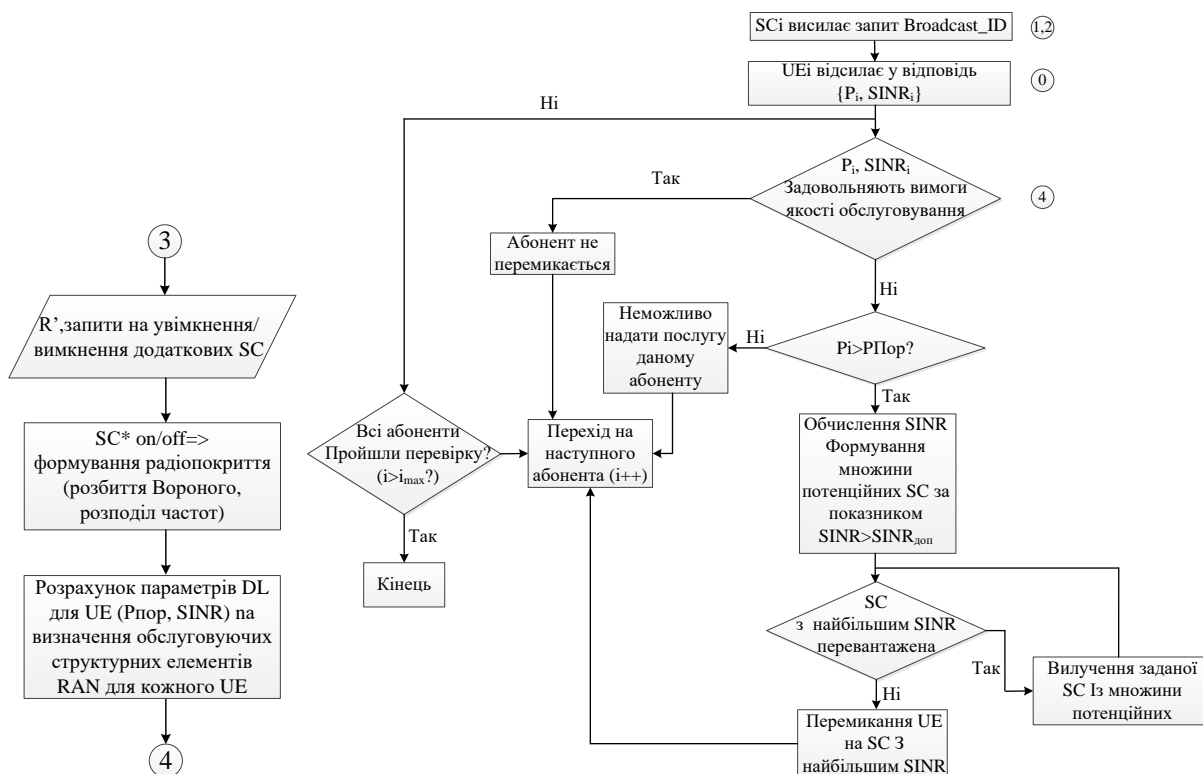 3
R’,запити на увімкнення/
вимкнення додаткових SC
SC* on/off=>
формування радіопокриття
(розбиття Вороного,
розподіл частот)
Розрахунок параметрів DL
для UE (Рпор, SINR) na
визначення обслуговуючих
структурних елементів
RAN для кожного UE
4
SCi висилає запит Broadcast_ID
1,2
UEi відсилає у відповідь
{Pi, SINRi}
0
Ні
Pi, SINRi
Задовольняють вимоги
якості обслуговування
4
Так
Абонент не
перемикається
Ні
Pi>PПор?
Ні
Неможливо
надати послугу
даному
абоненту
Так
Всі абоненти
Пройшли перевірку?
(i>imax?)
Перехід на
наступного
абонента (i++)
Так
Кінець
Обчислення SINR
Формування
множини
потенційних SC за
показником
SINR>SINRдоп
SC
з найбільшим SINR
перевантажена
Так
Вилучення заданої
SC Із множини
потенційних
Ні
Перемикання UE
на SC З
найбільшим SINR